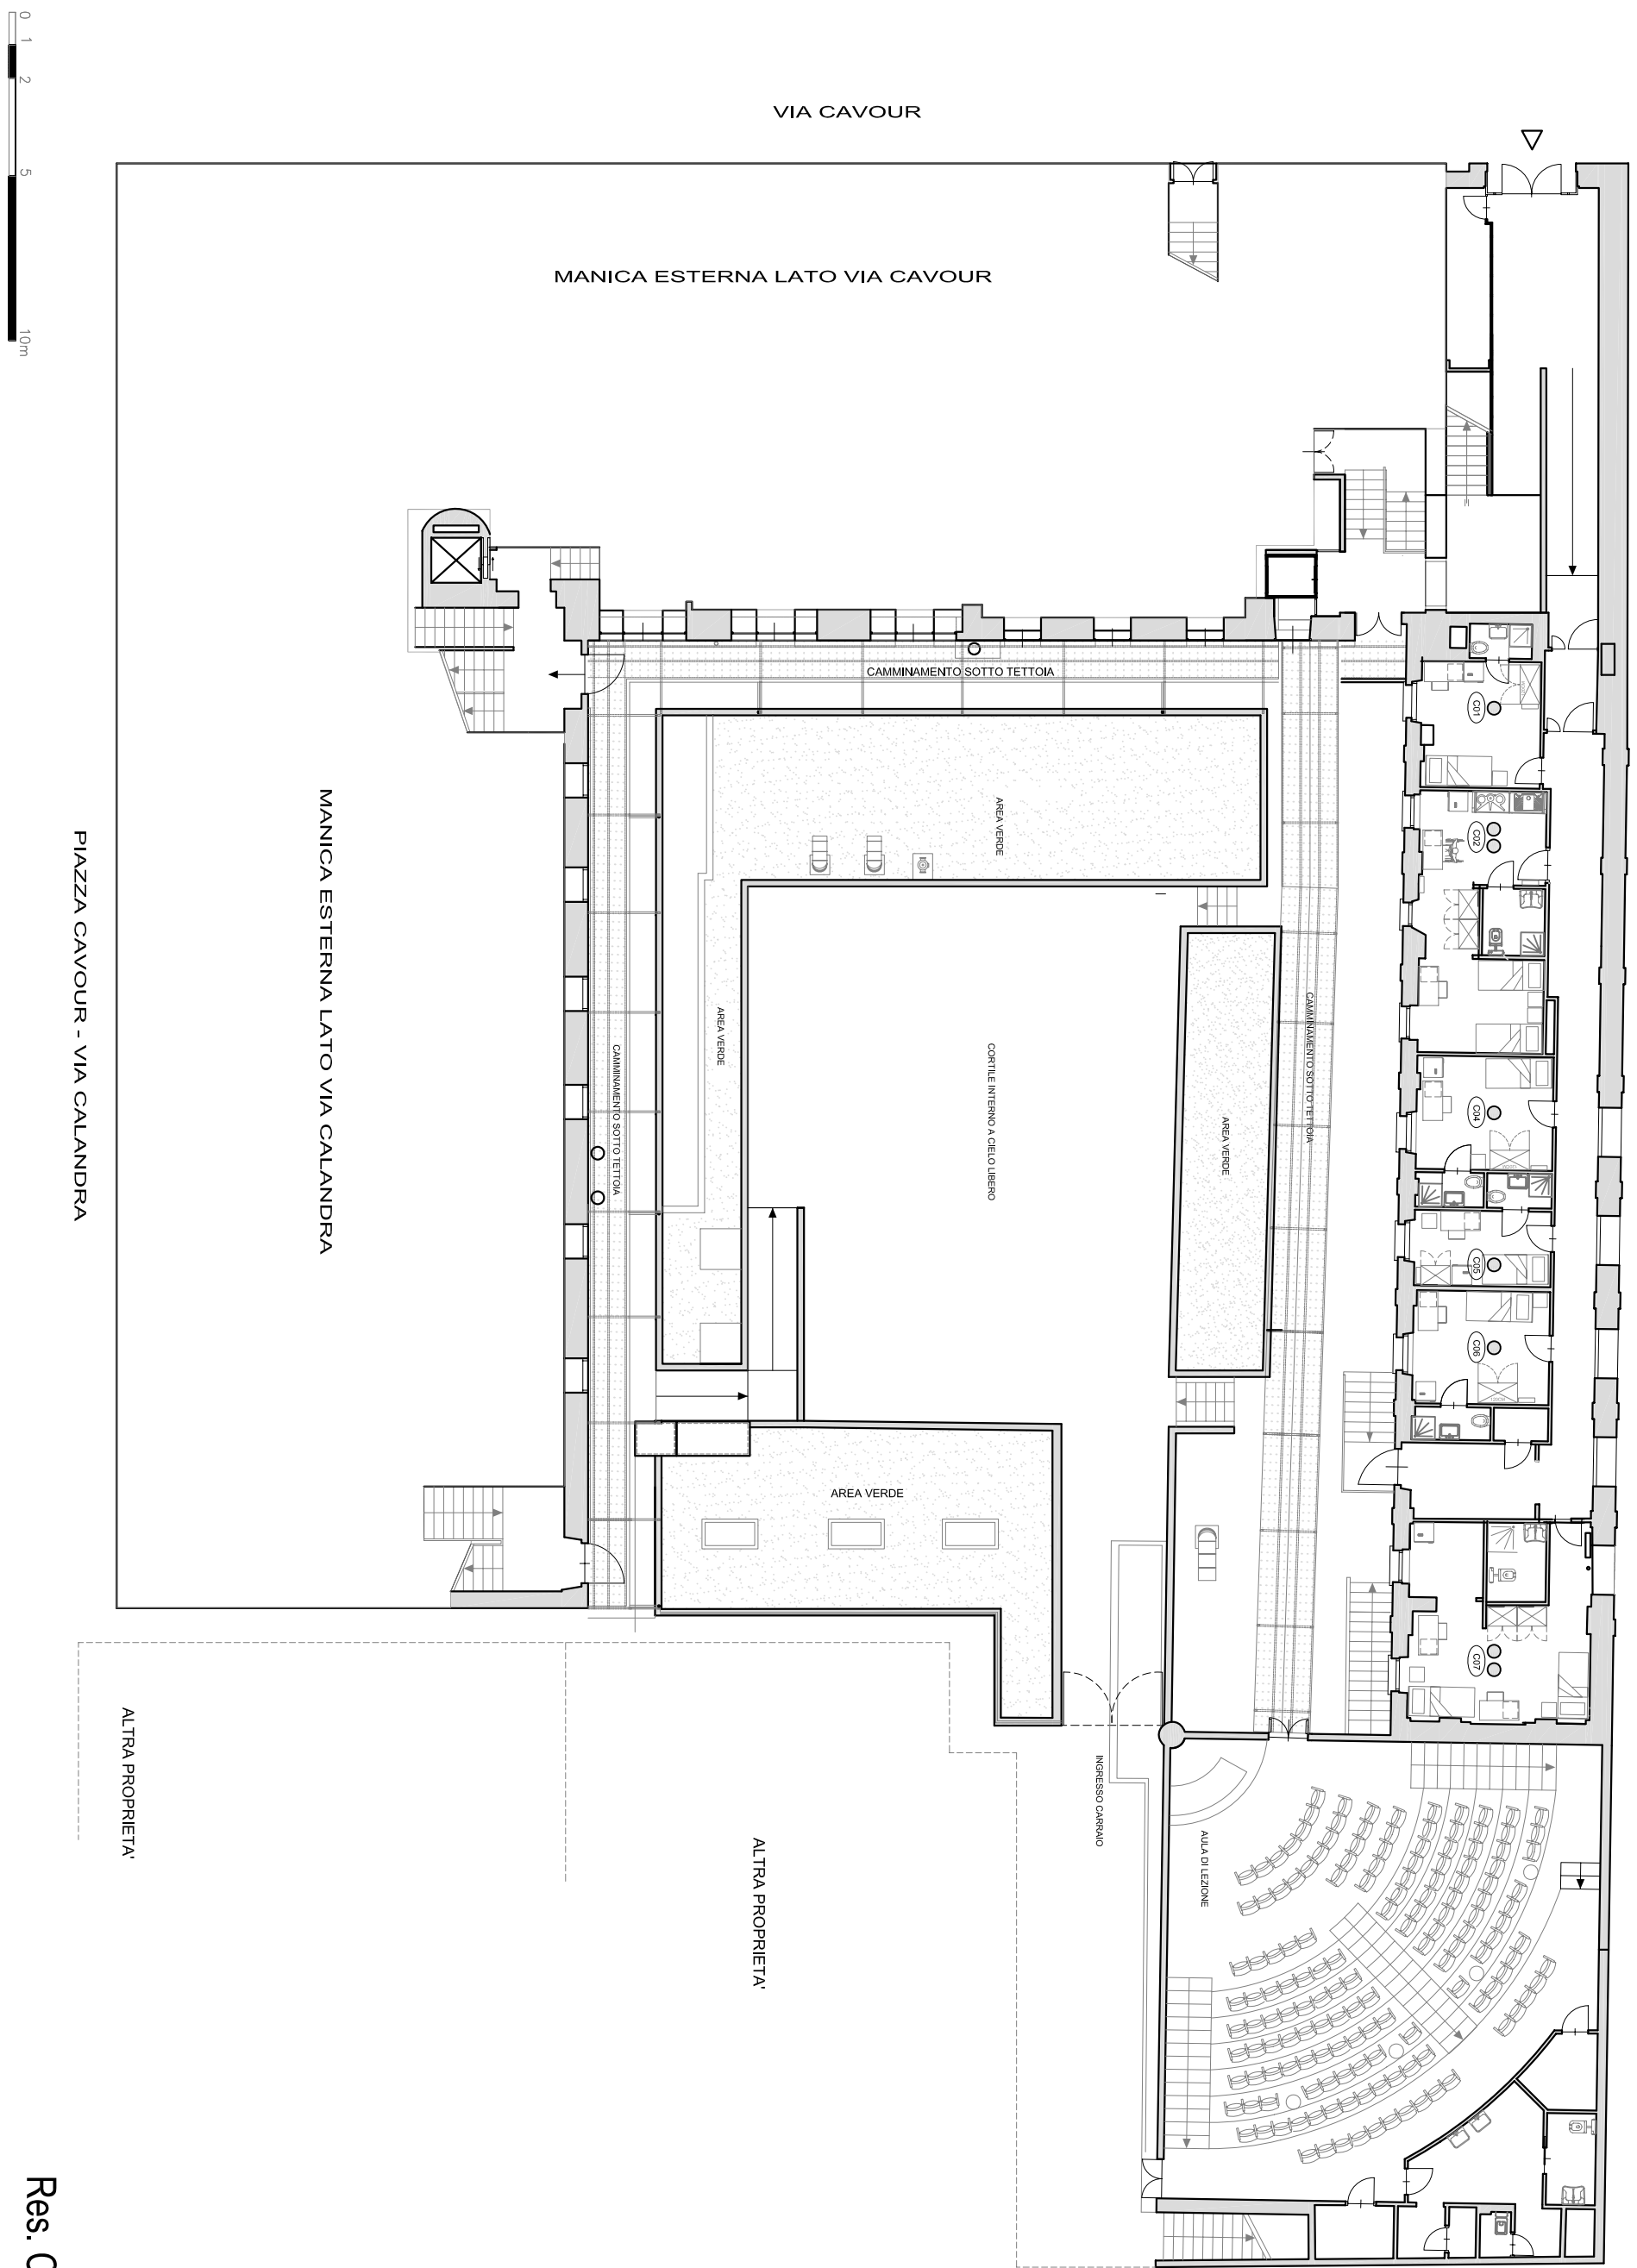 0 1 2 5 10m
VIA CAVOUR
MANICA ESTERNA LATO VIA CAVOUR
CAMMINAMENTO SOTTO TETTOIA
C01
C02
AREA VERDE
AREA VERDE
CAMMINAMENTO SOTTO TETTOIA
CORTILE INTERNO A CIELO LIBERO
AREA VERDE
CAMMINAMENTO SOTTO TETTOIA
C04
C05
C06
C07
MANICA ESTERNA LATO VIA CALANDRA
PIAZZA CAVOUR - VIA CALANDRA
AREA VERDE
INGRESSO CARRAIO
AULA DI LEZIONE
ALTRA PROPRIETA'
ALTRA PROPRIETA'
Res.